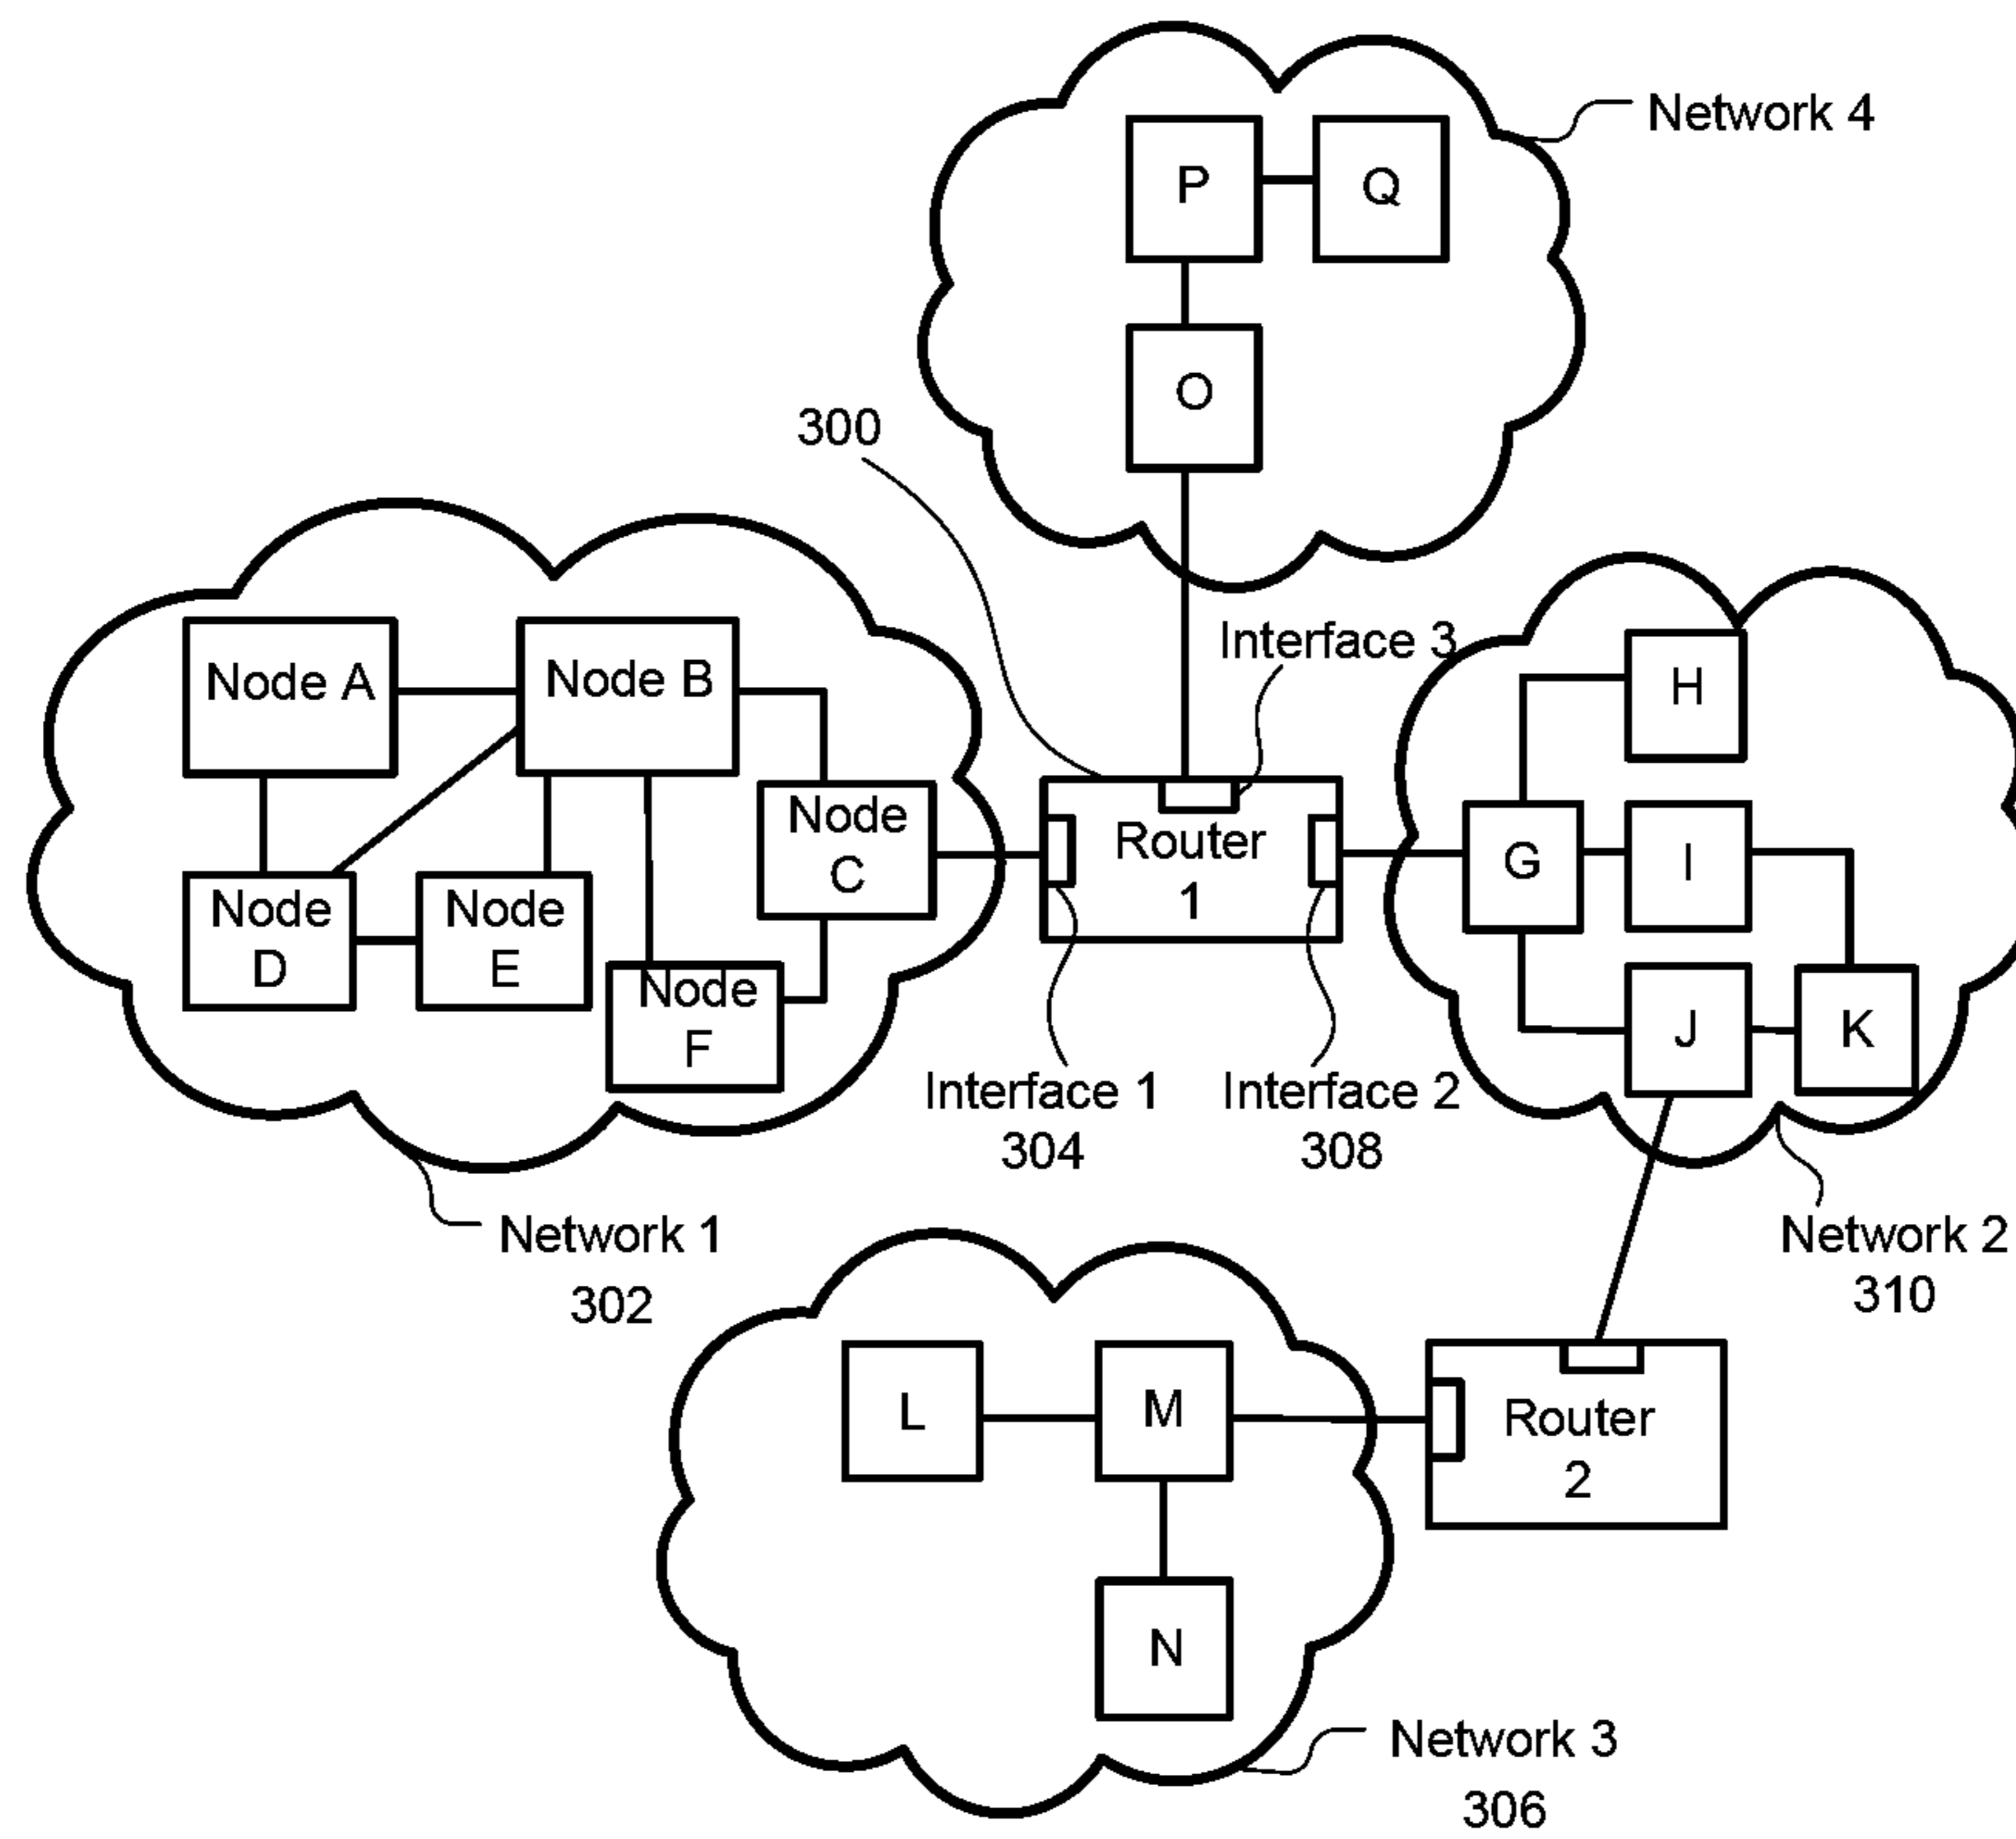 Network 4
P
Q
O
300
Interface 3
Node A
Node B
Node
C
Node
D
Node
E
Node
F
Router
1
H
G
I
J
K
Interface 1
304
Interface 2
308
Network 1
302
Network 2
310
L
M
N
Router
2
Network 3
306